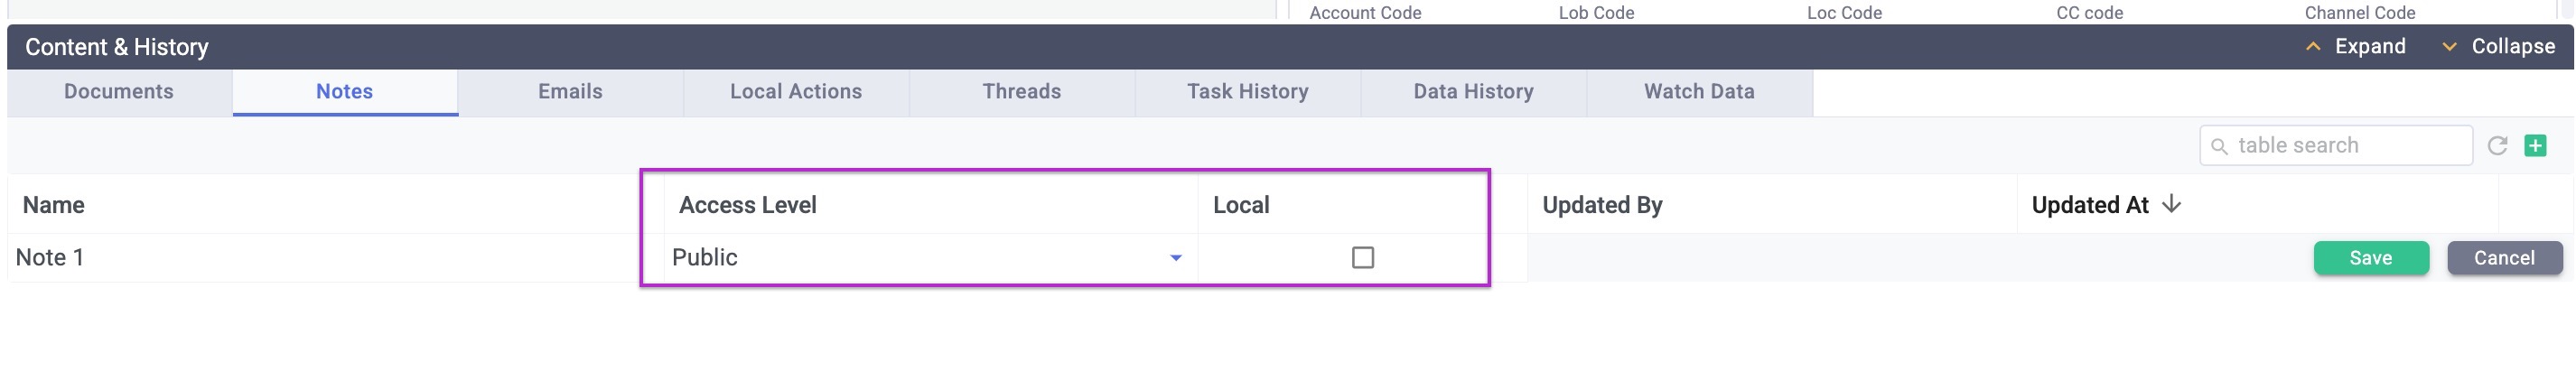 Account Code Lob Code Loc Code CC code Channel Code
Content & History Expand Collapse
Documents Notes Emails Local Actions Threads Task History Data History Watch Data
table search
Name Access Level Local Updated By Updated At
Note 1 Public Save Cancel